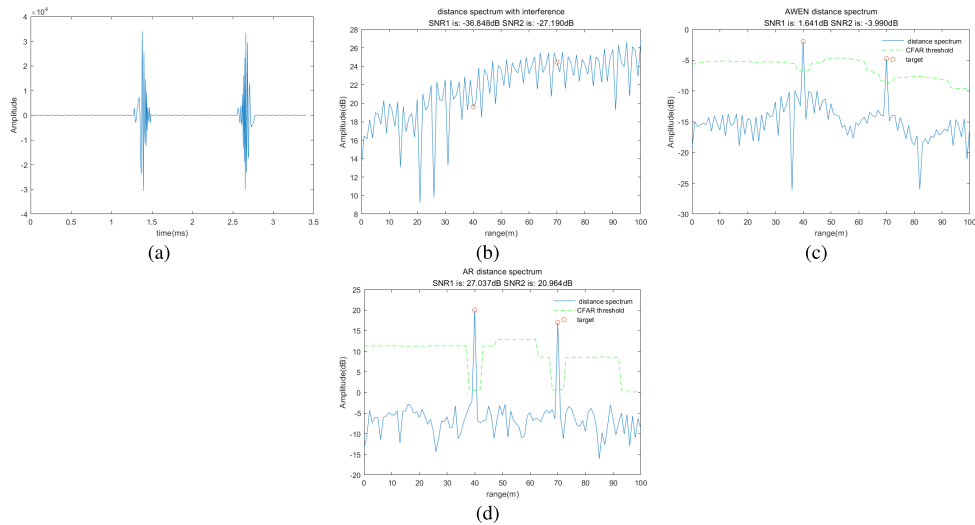 ×10⁴
4
3
2
1
0
-1
-2
-3
-4
Amplitude
0 0.5 1 1.5 2 2.5 3 3.5
time(ms)
(a)
distance spectrum with interference
SNR1 is: -36.848dB SNR2 is: -27.190dB
28
26
24
22
20
18
16
14
12
10
8
Amplitude(dB)
0 10 20 30 40 50 60 70 80 90 100
range(m)
(b)
AWEN distance spectrum
SNR1 is: 1.641dB SNR2 is: -3.990dB
0
-5
-10
-15
-20
-25
-30
Amplitude(dB)
distance spectrum
CFAR threshold
target
0 10 20 30 40 50 60 70 80 90 100
range(m)
(c)
AR distance spectrum
SNR1 is: 27.037dB SNR2 is: 20.964dB
25
20
15
10
5
0
-5
-10
-15
-20
Amplitude(dB)
distance spectrum
CFAR threshold
target
0 10 20 30 40 50 60 70 80 90 100
range(m)
(d)